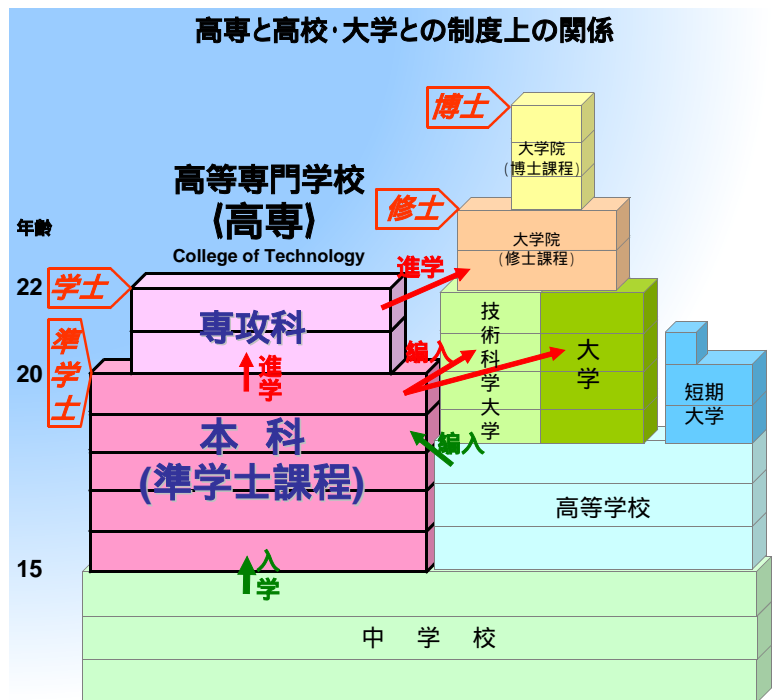 高専と高校・大学との制度上の関係
博士
大学院
(博士課程)
高等専門学校
(高専)
College of Technology
修士
大学院
(修士課程)
年齢
進学
22
学士
専攻科
技術科学大学
大学
準学士
編入
進学
20
短期
大学
本 科
(準学士課程)
編入
高等学校
15
入学
中 学 校